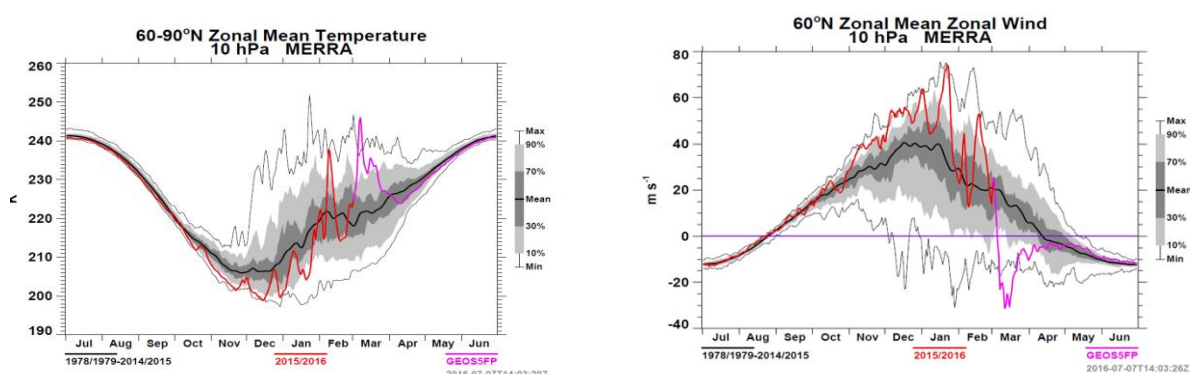 60-90°N Zonal Mean Temperature
10 hPa MERRA
260
250
240
230
220
210
200
190
K
Jul Aug Sep Oct Nov Dec Jan Feb Mar Apr May Jun
Max
90%
70%
Mean
30%
10%
Min
1978/1979-2014/2015 2015/2016 GEOS5FP
60°N Zonal Mean Zonal Wind
10 hPa MERRA
80
60
40
20
0
-20
-40
m s⁻¹
Jul Aug Sep Oct Nov Dec Jan Feb Mar Apr May Jun
Max
90%
70%
Mean
30%
10%
Min
1978/1979-2014/2015 2015/2016 GEOS5FP
2016-07-07T14:03:26Z